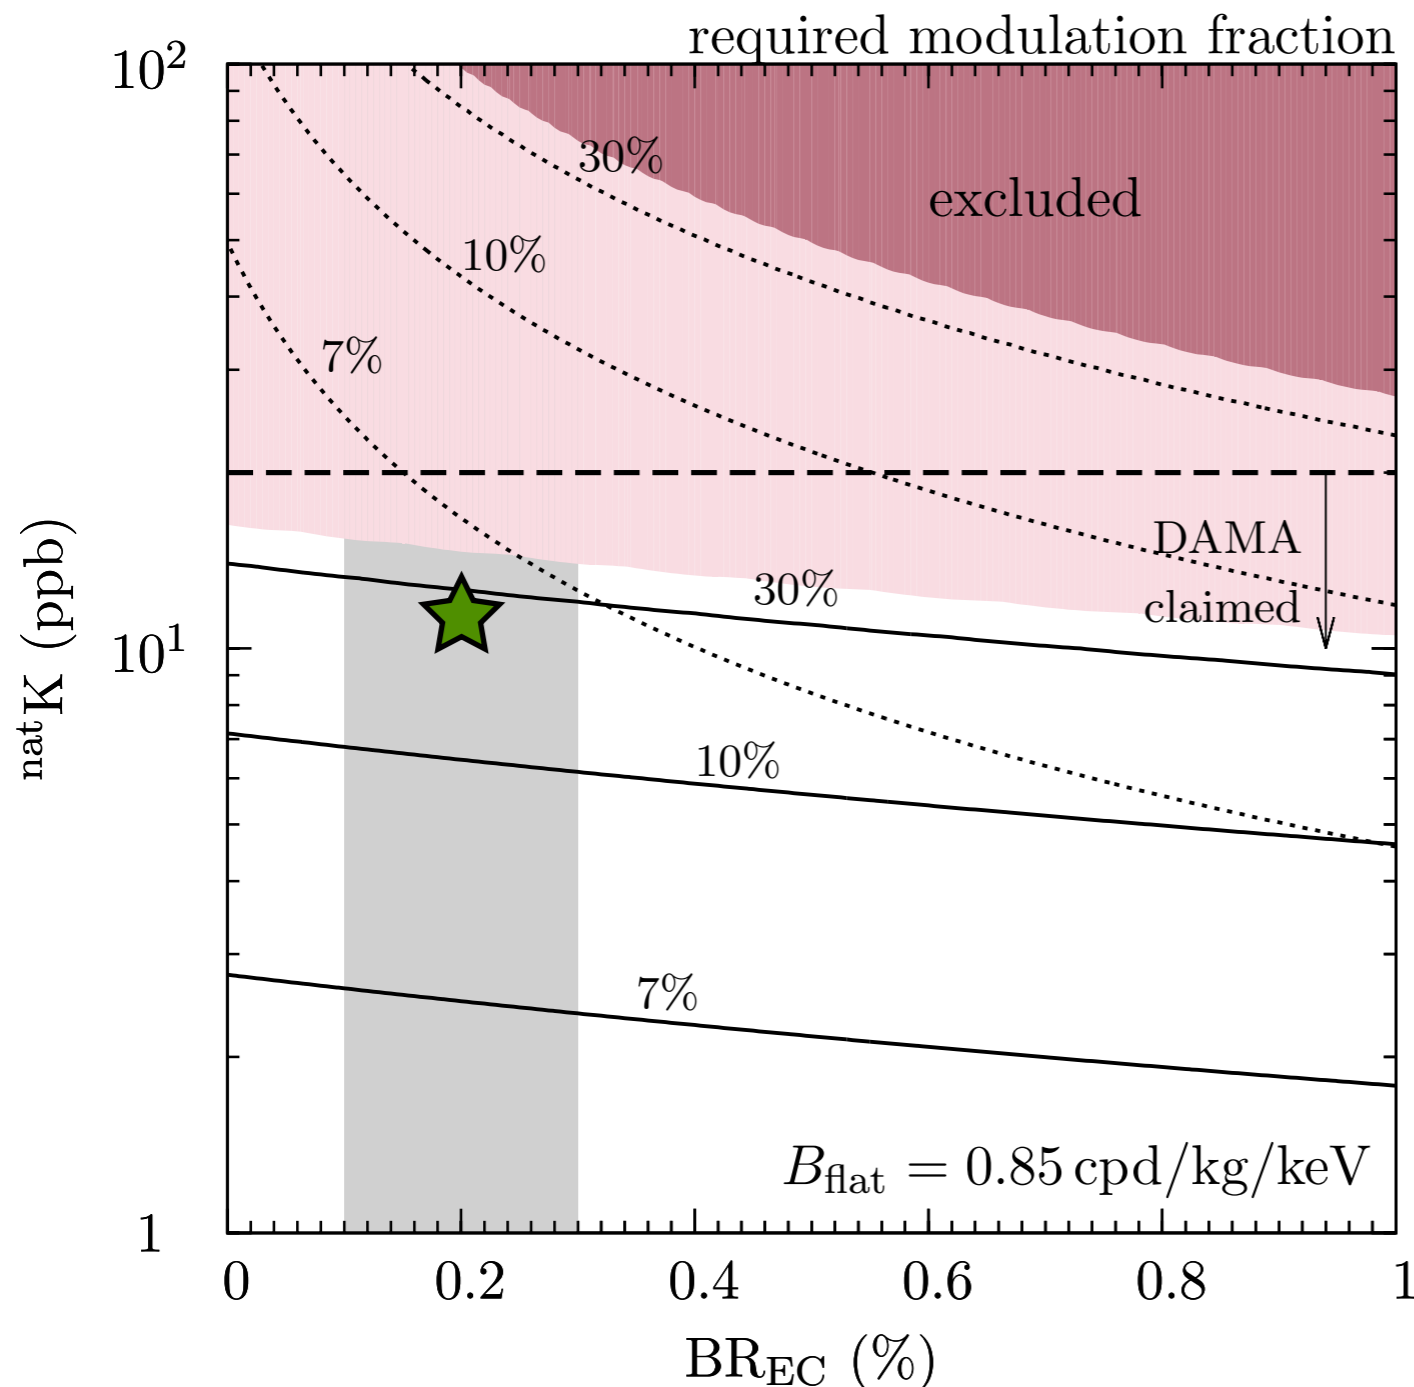 required modulation fraction
10²
30%
excluded
10%
7%
DAMA
claimed
30%
10¹
natK (ppb)
10%
7%
B_flat = 0.85 cpd/kg/keV
1
0 0.2 0.4 0.6 0.8 1
BR_EC (%)